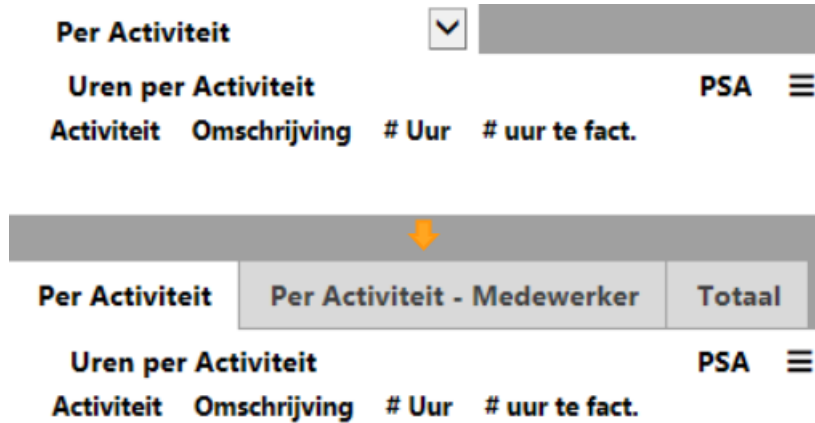 Per Activiteit
Uren per Activiteit PSA
Activiteit Omschrijving # Uur # uur te fact.
Per Activiteit Per Activiteit - Medewerker Totaal
Uren per Activiteit PSA
Activiteit Omschrijving # Uur # uur te fact.